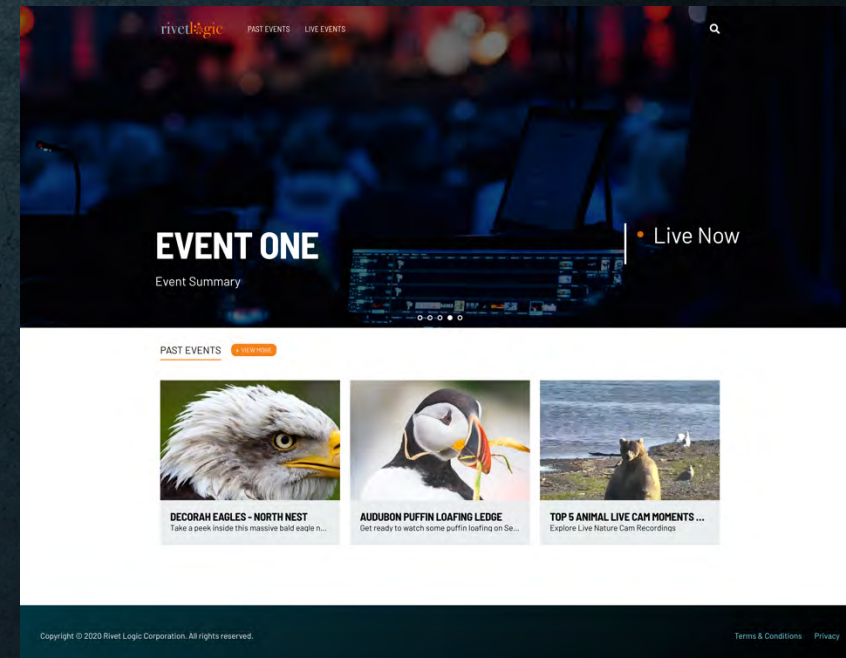 rivetlogic PAST EVENTS LIVE EVENTS
EVENT ONE
Event Summary
Live Now
PAST EVENTS + VIEW MORE
DECORAH EAGLES - NORTH NEST
Take a peek inside this massive bald eagle n...
AUDUBON PUFFIN LOAFING LEDGE
Get ready to watch some puffin loafing on Se...
TOP 5 ANIMAL LIVE CAM MOMENTS ...
Explore Live Nature Cam Recordings
Copyright © 2020 Rivet Logic Corporation. All rights reserved.
Terms & Conditions Privacy